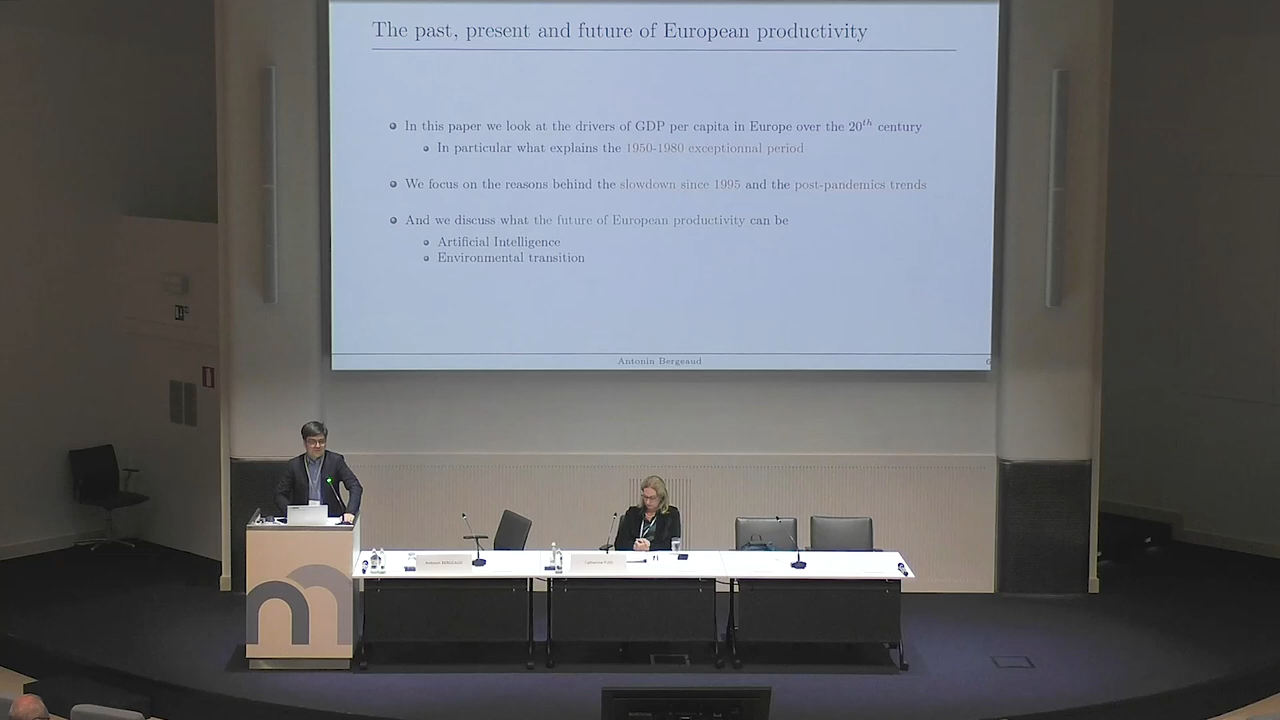 The past, present and future of European productivity
In this paper we look at the drivers of GDP per capita in Europe over the 20th century
In particular what explains the 1950-1980 exceptionnal period
We focus on the reasons behind the slowdown since 1995 and the post-pandemics trends
And we discuss what the future of European productivity can be
Artificial Intelligence
Environmental transition
Antonin Bergeaud
6
Antonin BERGEAUD